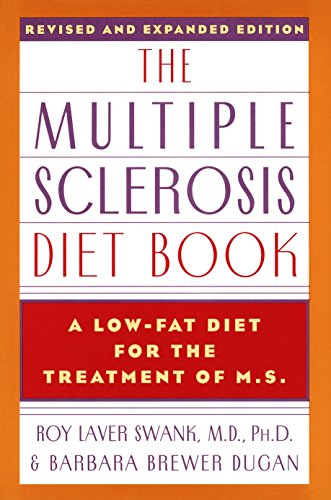 REVISED AND EXPANDED EDITION
THE
MULTIPLE
SCLEROSIS
DIET BOOK
A LOW-FAT DIET
FOR THE
TREATMENT OF M.S.
ROY LAVER SWANK, M.D., PH.D.
& BARBARA BREWER DUGAN